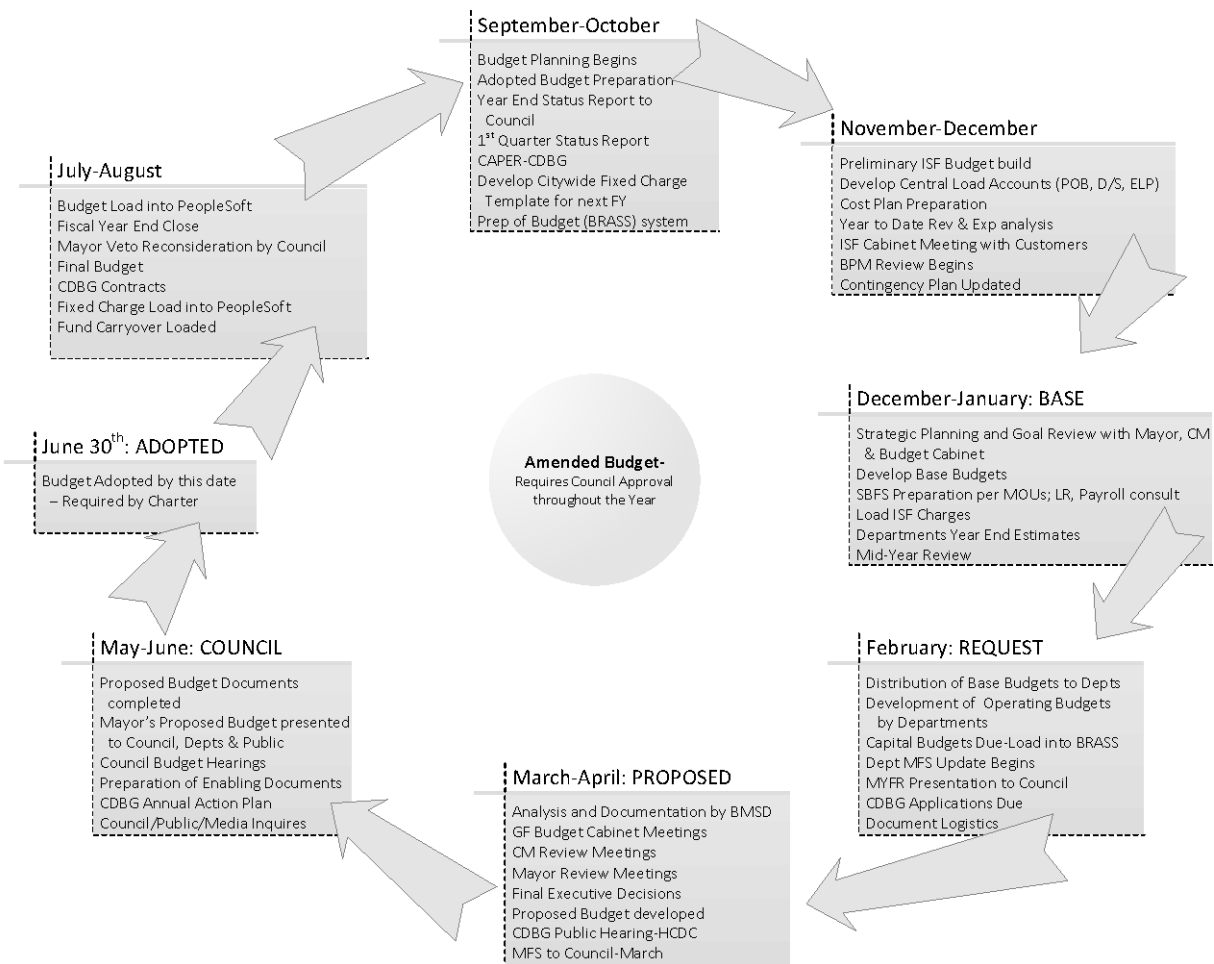 September-October
Budget Planning Begins
Adopted Budget Preparation
Year End Status Report to
Council
1st Quarter Status Report
CAPER-CDBG
Develop Citywide Fixed Charge
Template for next FY
Prep of Budget (BRASS) system
November-December
Preliminary ISF Budget build
Develop Central Load Accounts (POB, D/S, ELP)
Cost Plan Preparation
Year to Date Rev & Exp analysis
ISF Cabinet Meeting with Customers
BPM Review Begins
Contingency Plan Updated
December-January: BASE
Strategic Planning and Goal Review with Mayor, CM
& Budget Cabinet
Develop Base Budgets
SBFS Preparation per MOUs; LR, Payroll consult
Load ISF Charges
Departments Year End Estimates
Mid-Year Review
February: REQUEST
Distribution of Base Budgets to Depts
Development of Operating Budgets
by Departments
Capital Budgets Due-Load into BRASS
Dept MFS Update Begins
MYFR Presentation to Council
CDBG Applications Due
Document Logistics
March-April: PROPOSED
Analysis and Documentation by BMSD
GF Budget Cabinet Meetings
CM Review Meetings
Mayor Review Meetings
Final Executive Decisions
Proposed Budget developed
CDBG Public Hearing-HCDC
MFS to Council-March
May-June: COUNCIL
Proposed Budget Documents
completed
Mayor's Proposed Budget presented
to Council, Depts & Public
Council Budget Hearings
Preparation of Enabling Documents
CDBG Annual Action Plan
Council/Public/Media Inquires
June 30th: ADOPTED
Budget Adopted by this date
– Required by Charter
July-August
Budget Load into PeopleSoft
Fiscal Year End Close
Mayor Veto Reconsideration by Council
Final Budget
CDBG Contracts
Fixed Charge Load into PeopleSoft
Fund Carryover Loaded
Amended Budget-
Requires Council Approval
throughout the Year